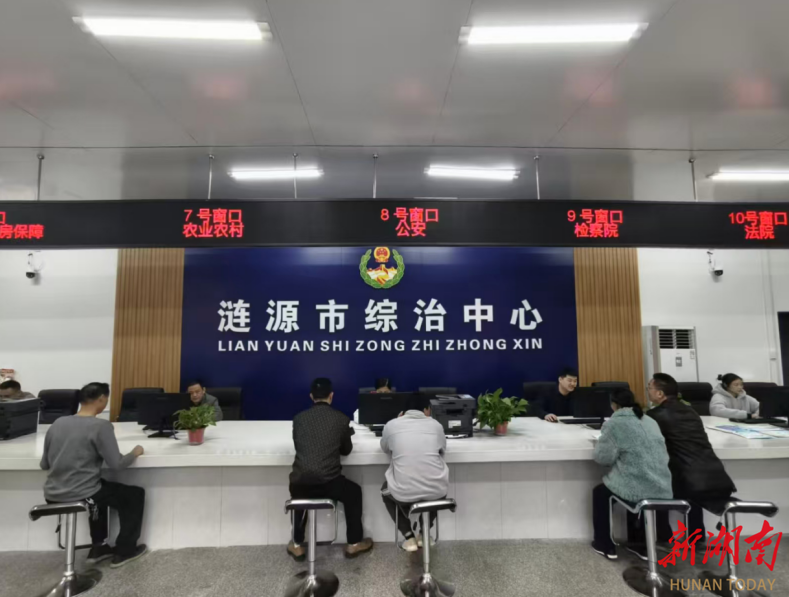 口
房保障
7 号窗口
农业农村
8 号窗口
公安
9 号窗口
检察院
10号窗口
法院
涟源市综治中心
LIAN YUAN SHI ZONG ZHI ZHONG XIN
新湖南
HUNAN TODAY